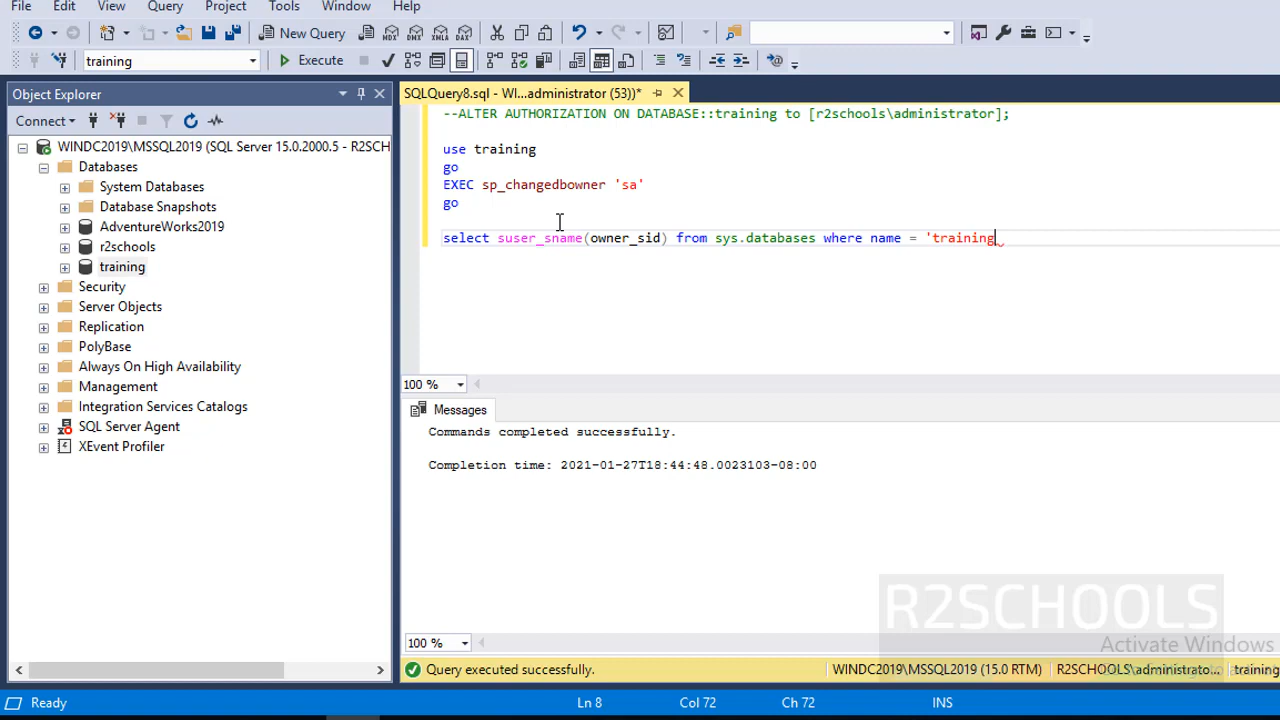 File Edit View Query Project Tools Window Help
New Query
training
Execute
Object Explorer
Connect
WINDC2019\MSSQL2019 (SQL Server 15.0.2000.5 - R2SCH
Databases
System Databases
Database Snapshots
AdventureWorks2019
r2schools
training
Security
Server Objects
Replication
PolyBase
Always On High Availability
Management
Integration Services Catalogs
SQL Server Agent
XEvent Profiler
SQLQuery8.sql - WI...administrator (53))*
--ALTER AUTHORIZATION ON DATABASE::training to [r2schools\administrator];
use training
go
EXEC sp_changedbowner 'sa'
go
select suser_sname(owner_sid) from sys.databases where name = 'training
100 %
Messages
Commands completed successfully.
Completion time: 2021-01-27T18:44:48.0023103-08:00
R2SCHOOLS
Activate Windows
100 %
Query executed successfully.
WINDC2019\MSSQL2019 (15.0 RTM)
R2SCHOOLS\administrato...
training
Ready
Ln 8
Col 72
Ch 72
INS